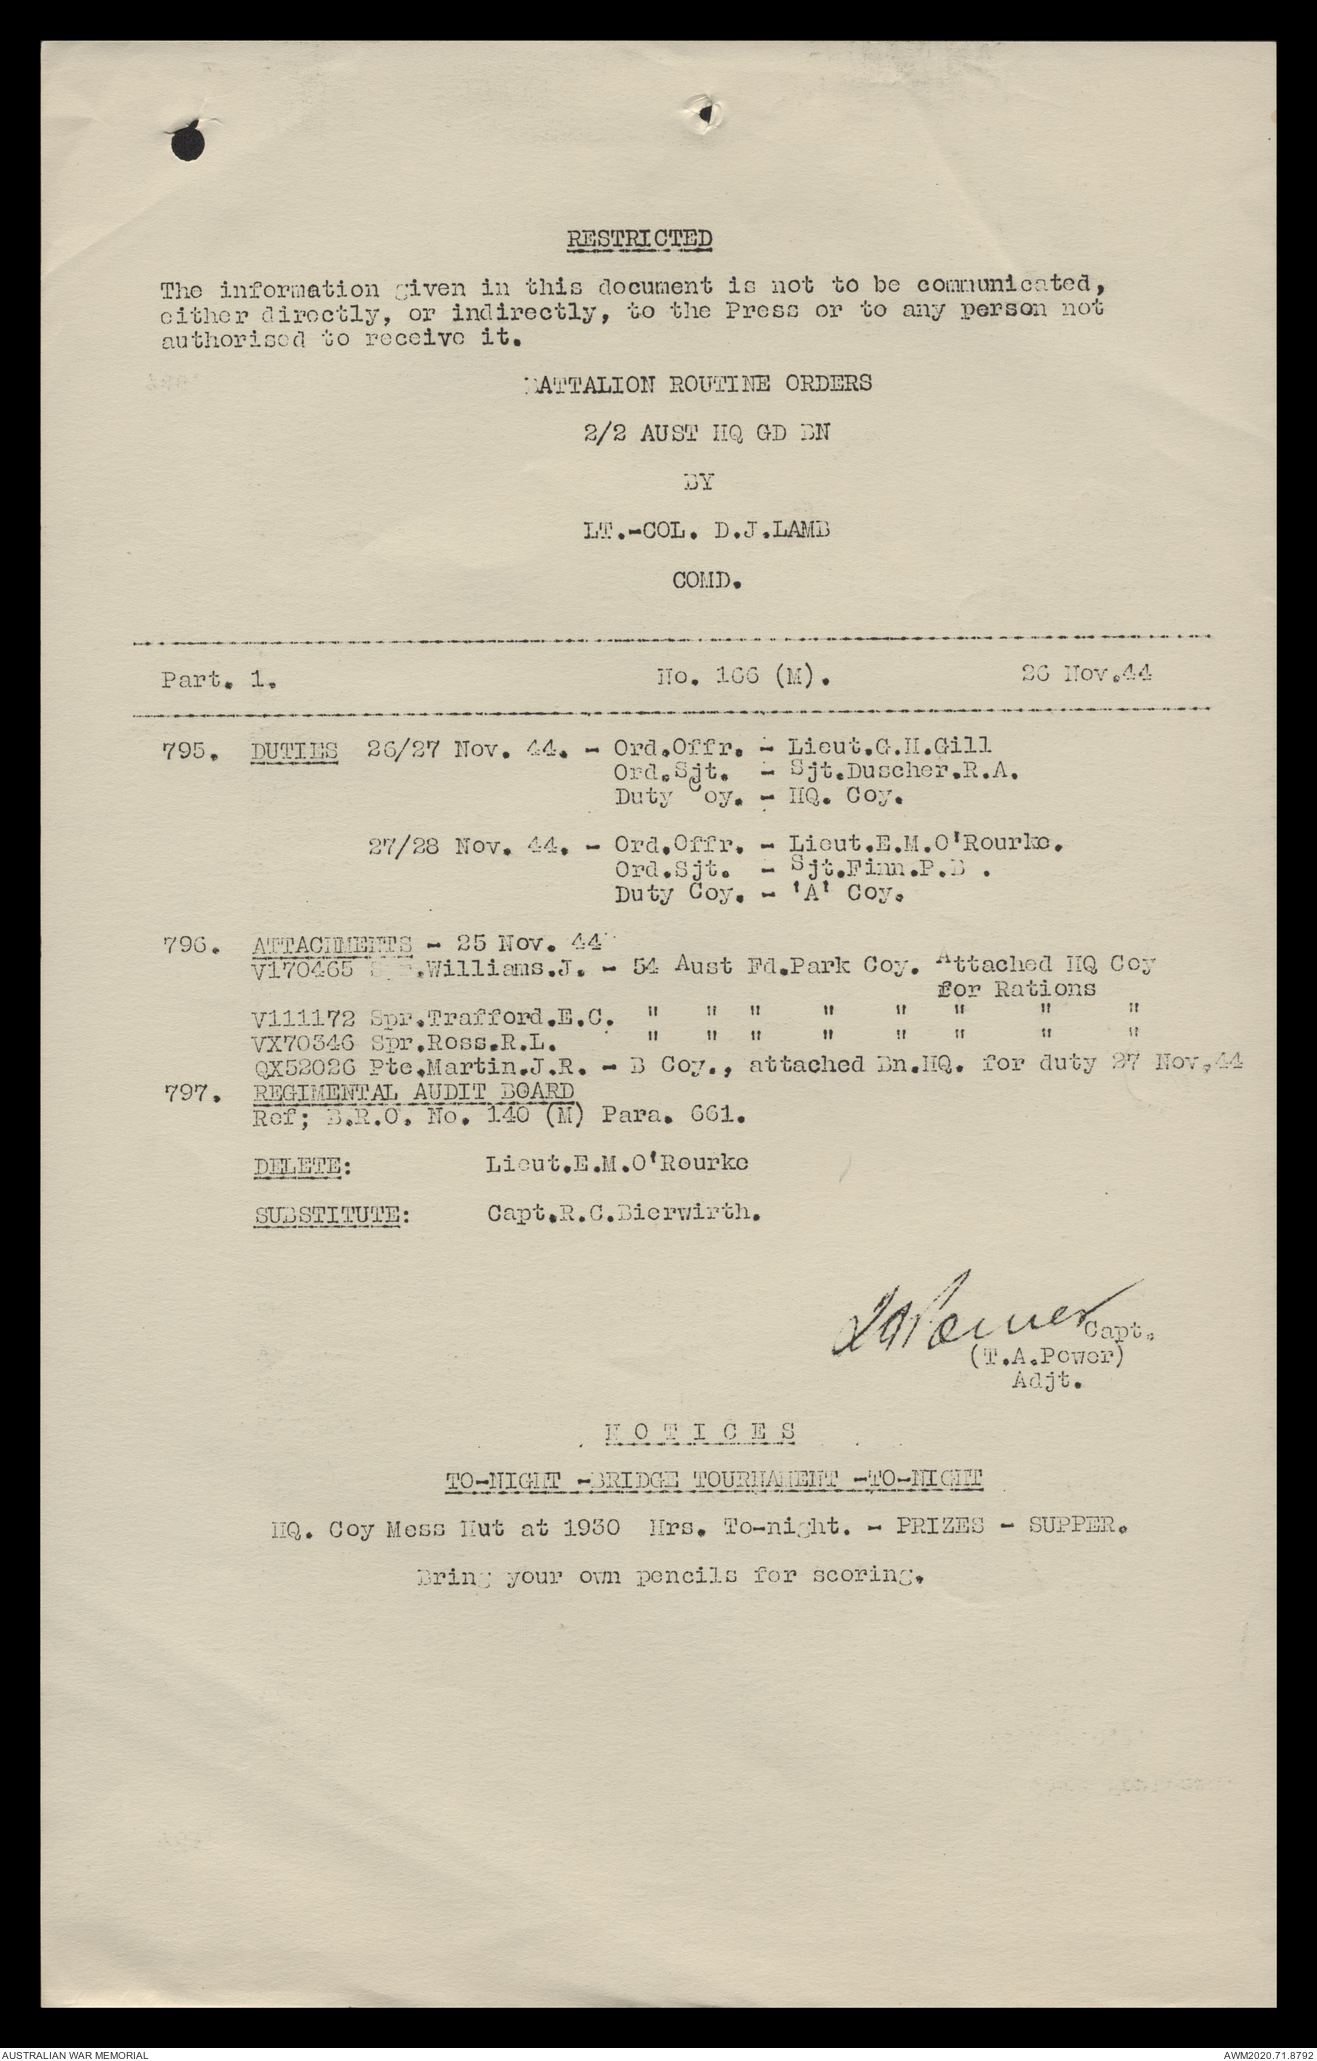 RESTRICTED
The information given in this document is not to be communicated,
either directly, or indirectly, to the Press or to any person not
authorised to receive it.
BATTALION ROUTINE ORDERS
2/2 AUST HQ GD BN
BY
LT.-COL. D.J.LAMB
COMD.
Part. 1. No. 166 (M). 26 Nov.44
795. DUTIES 26/27 Nov. 44. - Ord.Offr. - Lieut.G.H.Gill
Ord.Sjt. - Sjt.Duscher.R.A.
Duty Coy. - HQ. Coy.
27/28 Nov. 44. - Ord.Offr. - Lieut.E.M.O'Rourke.
Ord.Sjt. - Sjt.Finn.P.B .
Duty Coy. - 'A' Coy.
796. ATTACHMENTS - 25 Nov. 44
V170465 Spr.Williams.J. - 54 Aust Fd.Park Coy. Attached HQ Coy
for Rations
V111172 Spr.Trafford.E.C. " " " " " " " "
VX70346 Spr.Ross.R.L. " " " " " " " "
QX52026 Pte.Martin.J.R. - B Coy., attached Bn.HQ. for duty 27 Nov.44
797. REGIMENTAL AUDIT BOARD
Ref; B.R.O. No. 140 (M) Para. 661.
DELETE: Lieut.E.M.O'Rourke
SUBSTITUTE: Capt.R.C.Bierwirth.
TAPower Capt.
(T.A.Power)
Adjt.
N O T I C E S
TO-NIGHT -BRIDGE TOURNAMENT -TO-NIGHT
HQ. Coy Mess Hut at 1930 Hrs. To-night. - PRIZES - SUPPER.
Bring your own pencils for scoring.
AUSTRALIAN WAR MEMORIAL AWM2020.71.8792